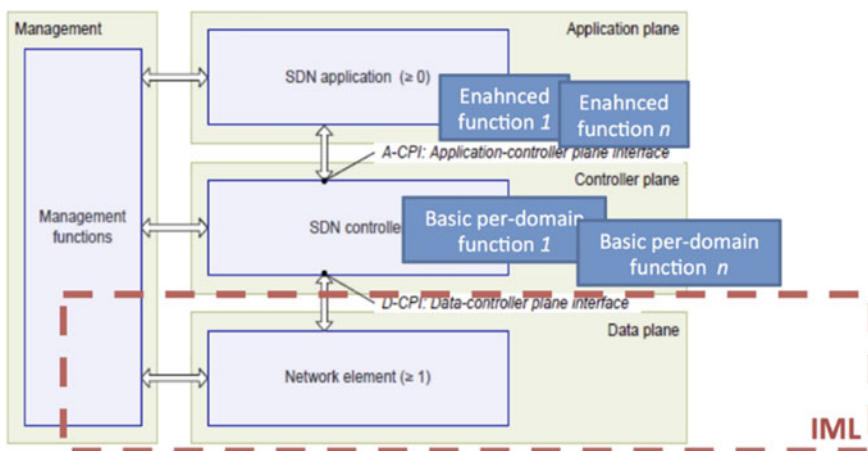 Management
Application plane
SDN application (≥ 0)
Enahnced
function 1
Enahnced
function n
A-CPI: Application-controller plane interface
Controller plane
Management
functions
SDN controlle
Basic per-domain
function 1
Basic per-domain
function n
D-CPI: Data-controller plane interface
Data plane
Network element (≥ 1)
IML